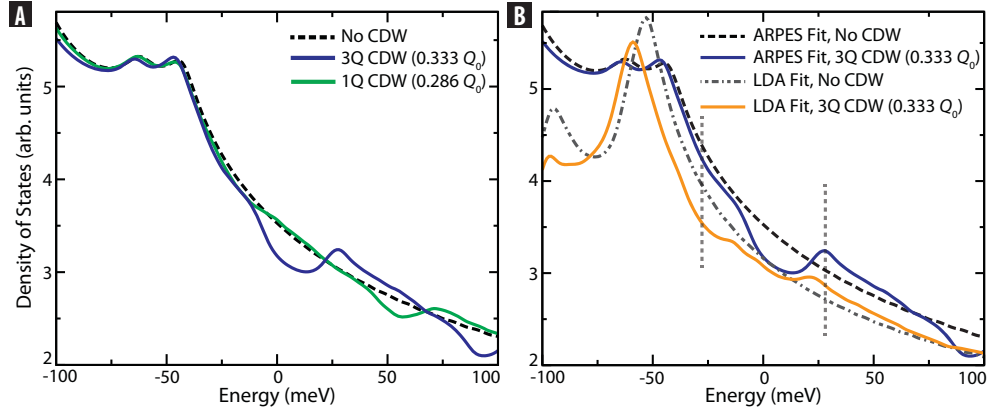 A
No CDW
3Q CDW (0.333 Q0)
1Q CDW (0.286 Q0)
Density of States (arb. units)
5
4
3
2
-100
-50
0
50
100
Energy (meV)
B
ARPES Fit, No CDW
ARPES Fit, 3Q CDW (0.333 Q0)
LDA Fit, No CDW
LDA Fit, 3Q CDW (0.333 Q0)
5
4
3
2
-100
-50
0
50
100
Energy (meV)